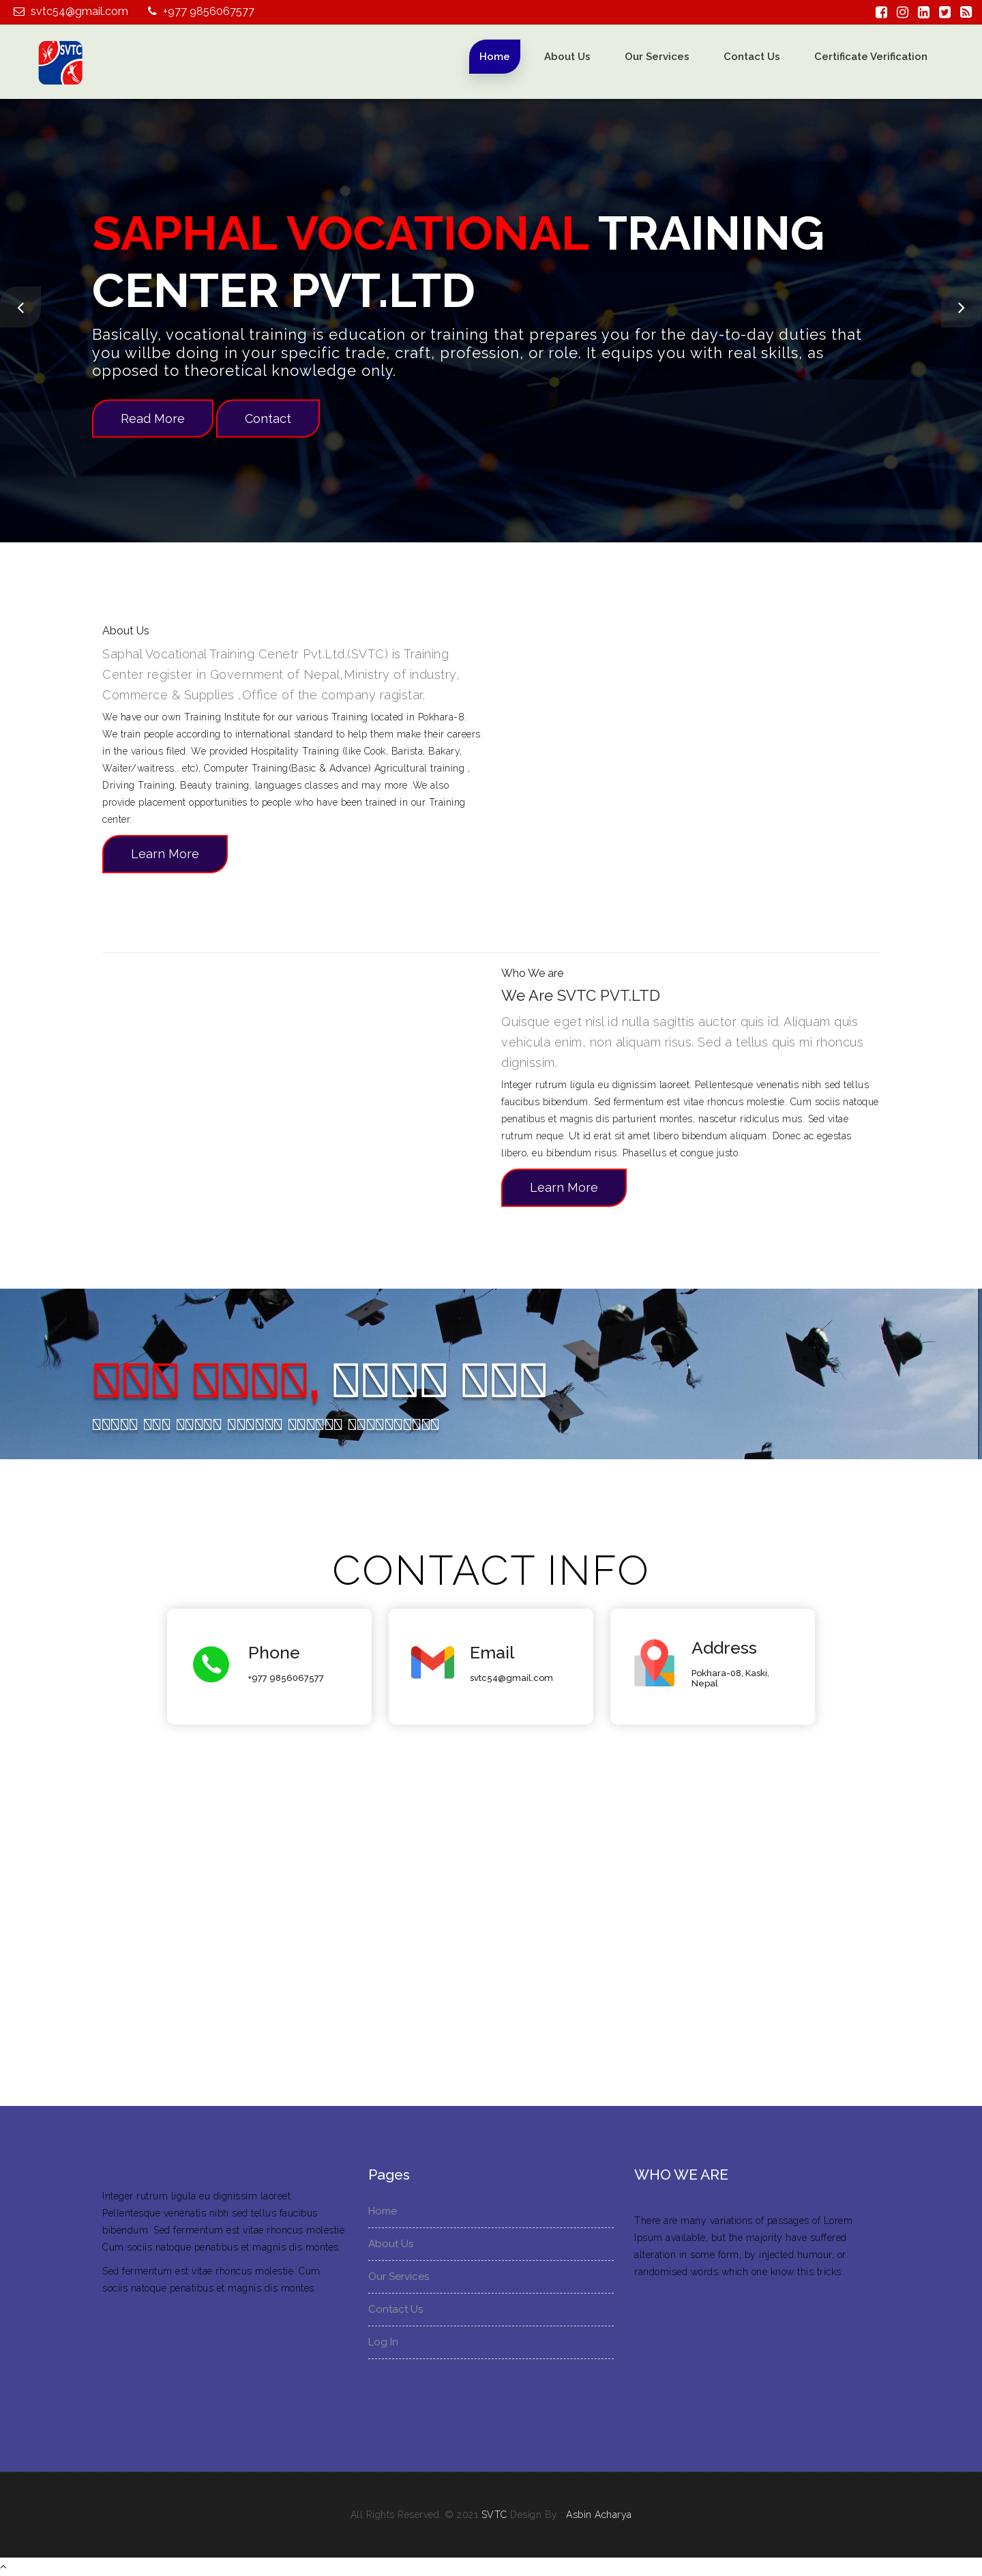 svtc54@gmail.com +977 9856067577
SVTC
Home About Us Our Services Contact Us Certificate Verification
SAPHAL VOCATIONAL TRAINING
CENTER PVT.LTD
Basically, vocational training is education or training that prepares you for the day-to-day duties that
you willbe doing in your specific trade, craft, profession, or role. It equips you with real skills, as
opposed to theoretical knowledge only.
Read More Contact
About Us
Saphal Vocational Training Cenetr Pvt.Ltd.(SVTC) is Training
Center register in Government of Nepal,Ministry of industry,
Commerce & Supplies ,Office of the company ragistar.
We have our own Training Institute for our various Training located in Pokhara-8.
We train people according to international standard to help them make their careers
in the various filed. We provided Hospitality Training (like Cook, Barista, Bakary,
Waiter/waitress.. etc), Computer Training(Basic & Advance) Agricultural training ,
Driving Training, Beauty training, languages classes and may more .We also
provide placement opportunities to people who have been trained in our Training
center.
Learn More
Who We are
We Are SVTC PVT.LTD
Quisque eget nisl id nulla sagittis auctor quis id. Aliquam quis
vehicula enim, non aliquam risus. Sed a tellus quis mi rhoncus
dignissim.
Integer rutrum ligula eu dignissim laoreet. Pellentesque venenatis nibh sed tellus
faucibus bibendum. Sed fermentum est vitae rhoncus molestie. Cum sociis natoque
penatibus et magnis dis parturient montes, nascetur ridiculus mus. Sed vitae
rutrum neque. Ut id erat sit amet libero bibendum aliquam. Donec ac egestas
libero, eu bibendum risus. Phasellus et congue justo.
Learn More
CONTACT INFO
Phone
+977 9856067577
Email
svtc54@gmail.com
Address
Pokhara-08, Kaski,
Nepal
Integer rutrum ligula eu dignissim laoreet.
Pellentesque venenatis nibh sed tellus faucibus
bibendum. Sed fermentum est vitae rhoncus molestie.
Cum sociis natoque penatibus et magnis dis montes.
Sed fermentum est vitae rhoncus molestie. Cum
sociis natoque penatibus et magnis dis montes.
Pages
Home
About Us
Our Services
Contact Us
Log In
WHO WE ARE
There are many variations of passages of Lorem
Ipsum available, but the majority have suffered
alteration in some form, by injected humour, or
randomised words which one know this tricks.
All Rights Reserved. © 2021 SVTC Design By : Asbin Acharya